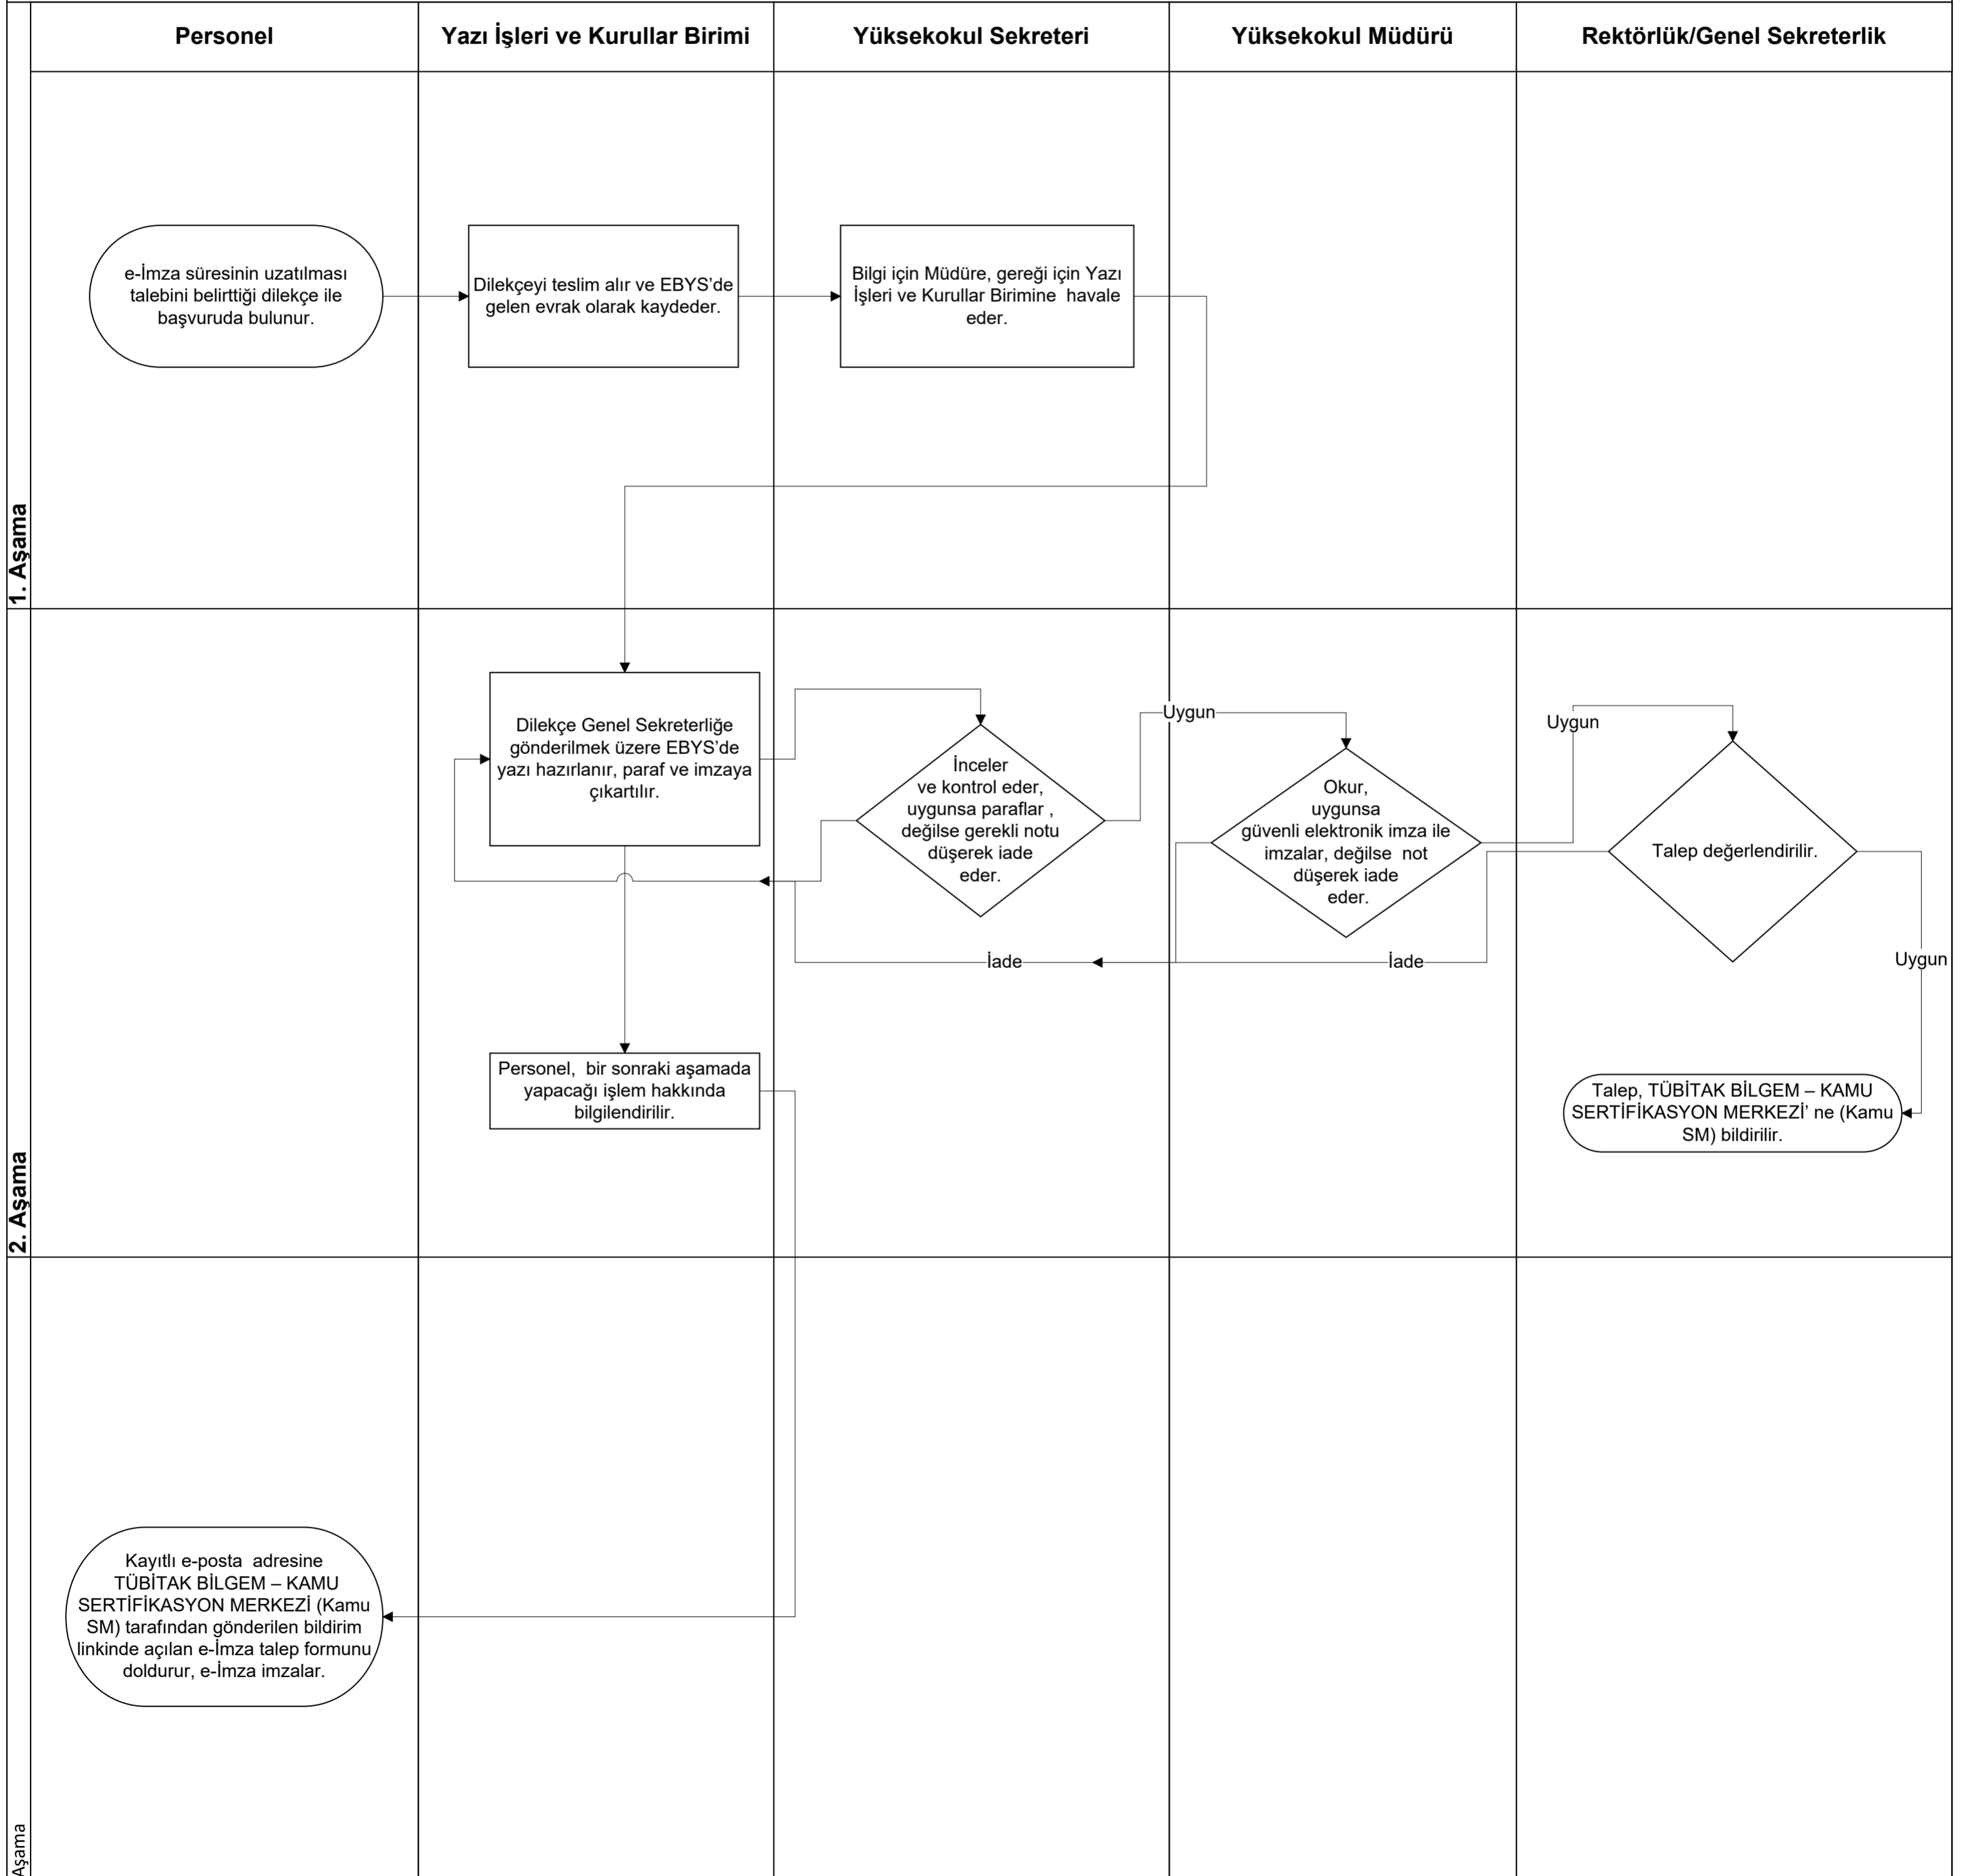 Personel
Yazı İşleri ve Kurullar Birimi
Yüksekokul Sekreteri
Yüksekokul Müdürü
Rektörlük/Genel Sekreterlik
1. Aşama
e-İmza süresinin uzatılması
talebini belirttiği dilekçe ile
başvuruda bulunur.
Dilekçeyi teslim alır ve EBYS’de
gelen evrak olarak kaydeder.
Bilgi için Müdüre, gereği için Yazı
İşleri ve Kurullar Birimine  havale
eder.
2. Aşama
Dilekçe Genel Sekreterliğe
gönderilmek üzere EBYS’de
yazı hazırlanır, paraf ve imzaya
çıkartılır.
İnceler
ve kontrol eder,
uygunsa paraflar ,
değilse gerekli notu
düşerek iade
eder.
Uygun
Okur,
uygunsa
güvenli elektronik imza ile
imzalar, değilse  not
düşerek iade
eder.
Uygun
Talep değerlendirilir.
İade
İade
Uygun
Personel,  bir sonraki aşamada
yapacağı işlem hakkında
bilgilendirilir.
Talep, TÜBİTAK BİLGEM – KAMU
SERTİFİKASYON MERKEZİ’ ne (Kamu
SM) bildirilir.
Aşama
Kayıtlı e-posta  adresine
TÜBİTAK BİLGEM – KAMU
SERTİFİKASYON MERKEZİ (Kamu
SM) tarafından gönderilen bildirim
linkinde açılan e-İmza talep formunu
doldurur, e-İmza imzalar.